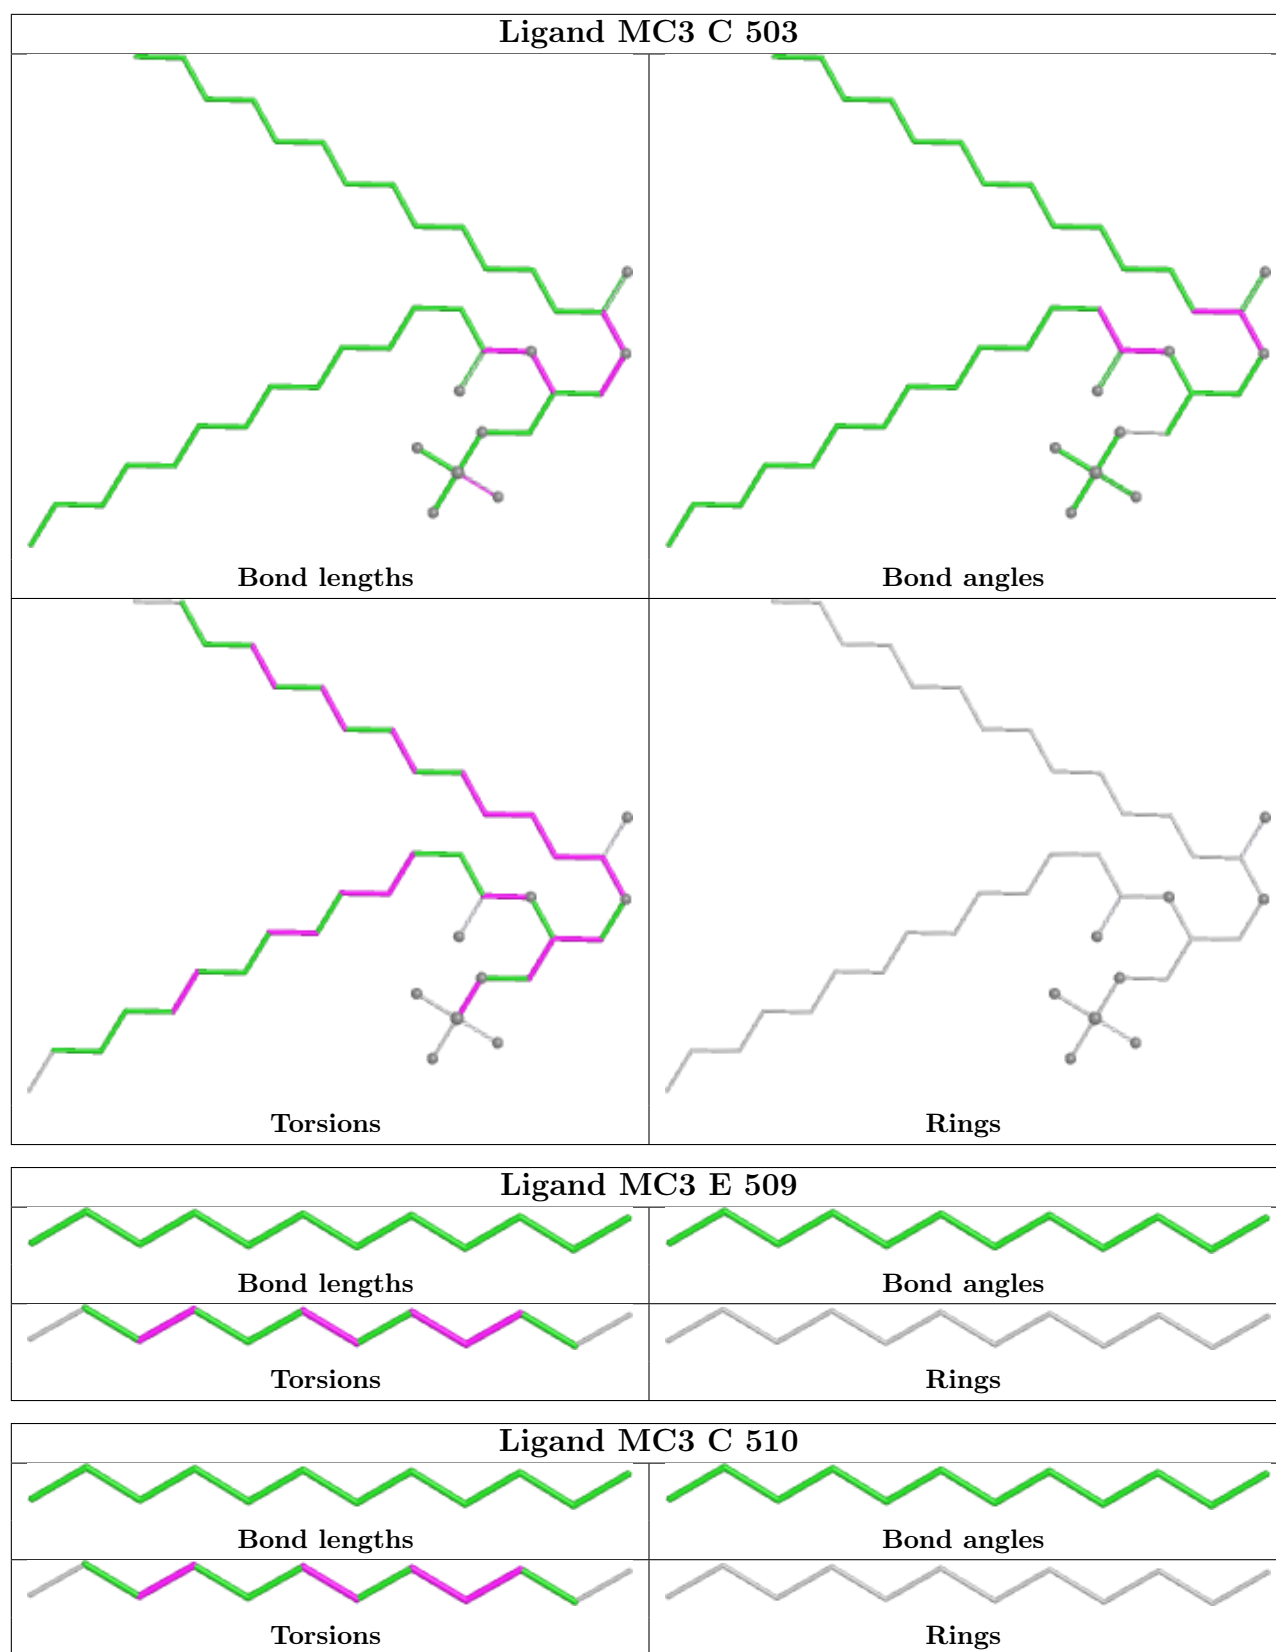 Ligand MC3 C 503
Bond lengths
Bond angles
Torsions
Rings
Ligand MC3 E 509
Bond lengths
Bond angles
Torsions
Rings
Ligand MC3 C 510
Bond lengths
Bond angles
Torsions
Rings